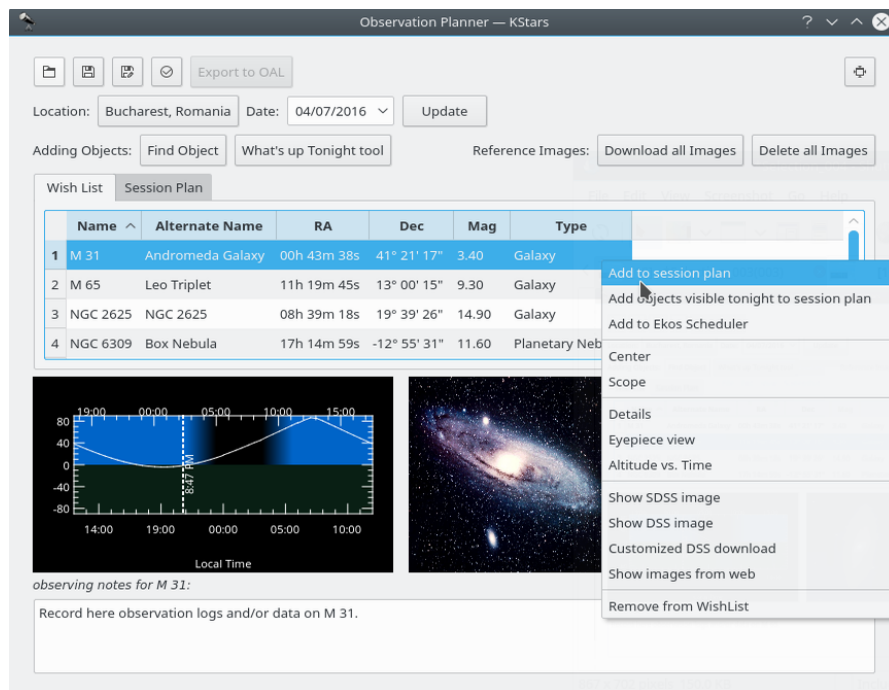 Observation Planner — KStars
Export to OAL
Location: Bucharest, Romania Date: 04/07/2016 Update
Adding Objects: Find Object What's up Tonight tool Reference Images: Download all Images Delete all Images
Wish List Session Plan
Name Alternate Name RA Dec Mag Type
1 M 31 Andromeda Galaxy 00h 43m 38s 41° 21' 17" 3.40 Galaxy
2 M 65 Leo Triplet 11h 19m 45s 13° 00' 15" 9.30 Galaxy
3 NGC 2625 NGC 2625 08h 39m 18s 19° 39' 26" 14.90 Galaxy
4 NGC 6309 Box Nebula 17h 14m 59s -12° 55' 31" 11.60 Planetary Neb
Add to session plan
Add objects visible tonight to session plan
Add to Ekos Scheduler
Center
Scope
Details
Eyepiece view
Altitude vs. Time
Show SDSS image
Show DSS image
Customized DSS download
Show images from web
Remove from WishList
19:00 00:00 05:00 10:00 15:00
80
40
0
-40
-80
8:47 PM
14:00 19:00 00:00 05:00 10:00
Local Time
observing notes for M 31:
Record here observation logs and/or data on M 31.